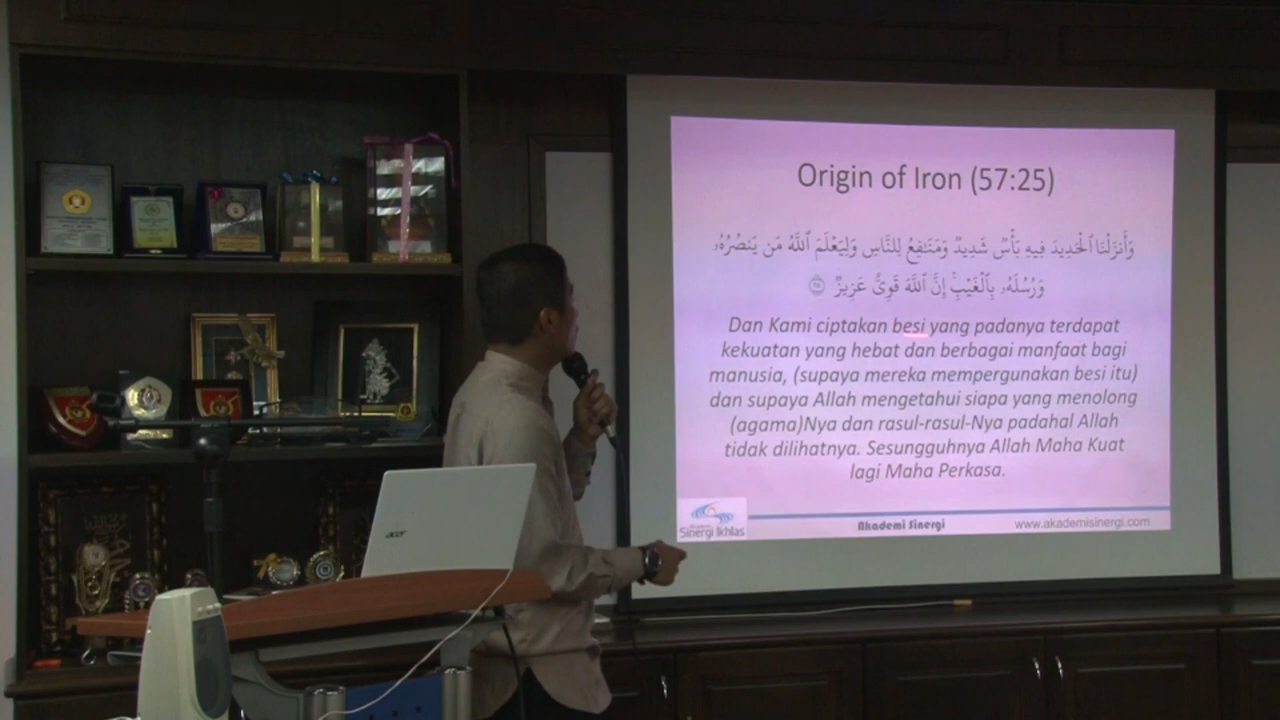 Origin of Iron (57:25)
وَأَنزَلْنَا ٱلْحَدِيدَ فِيهِ بَأْسٌ شَدِيدٌ وَمَنَٰفِعُ لِلنَّاسِ وَلِيَعْلَمَ ٱللَّهُ مَن يَنصُرُهُۥ
وَرُسُلَهُۥ بِٱلْغَيْبِ ۚ إِنَّ ٱللَّهَ قَوِىٌّ عَزِيزٌ ۝٢٥
Dan Kami ciptakan besi yang padanya terdapat
kekuatan yang hebat dan berbagai manfaat bagi
manusia, (supaya mereka mempergunakan besi itu)
dan supaya Allah mengetahui siapa yang menolong
(agama)Nya dan rasul-rasul-Nya padahal Allah
tidak dilihatnya. Sesungguhnya Allah Maha Kuat
lagi Maha Perkasa.
Sinergi Ikhlas
Akademi Sinergi
www.akademisinergi.com
acer